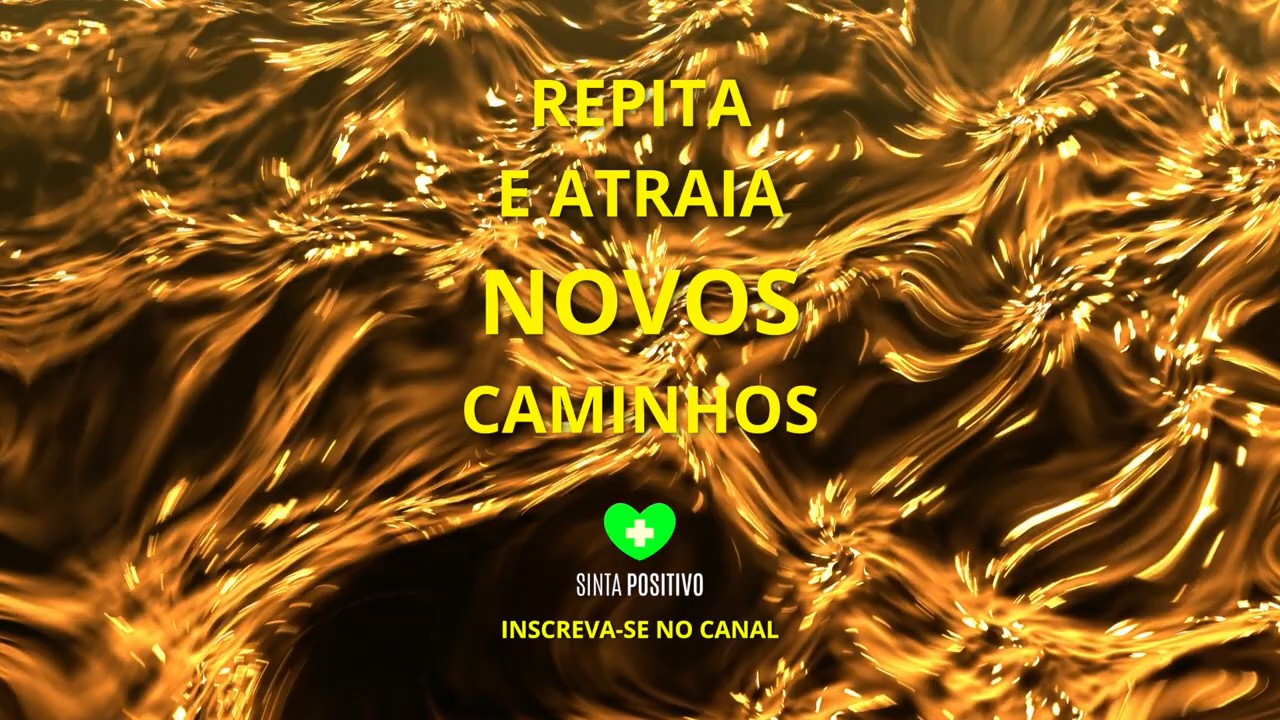 REPITA
E ATRAIA
NOVOS
CAMINHOS
SINTA POSITIVO
INSCREVA-SE NO CANAL